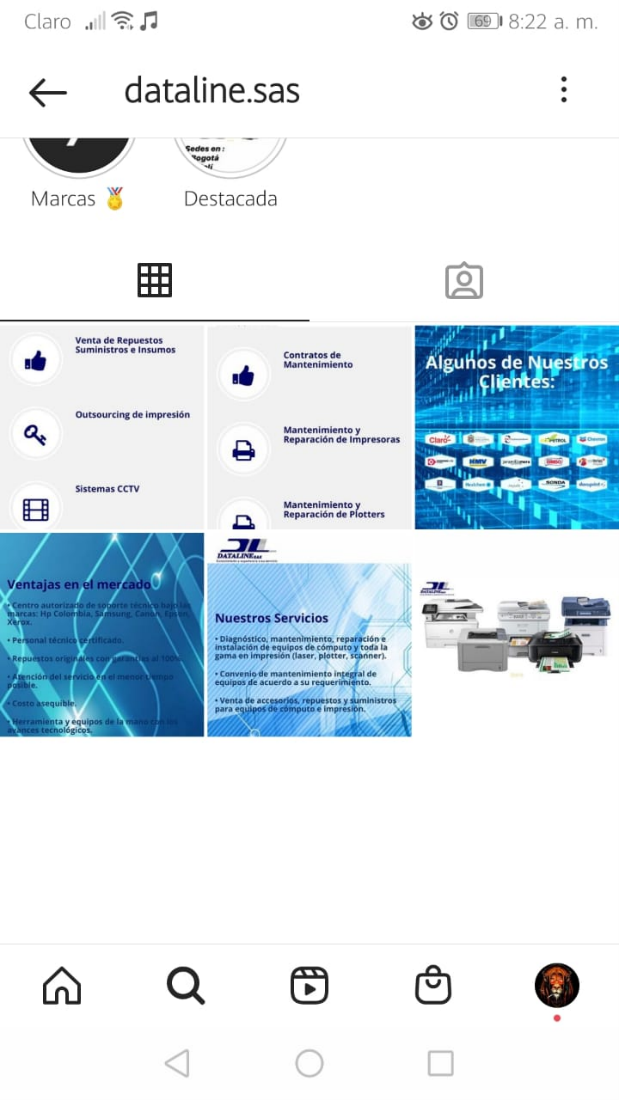 Claro
69 8:22 a. m.
dataline.sas
Sedes en :
Marcas
Destacada
Venta de Repuestos
Suministros e Insumos
Outsourcing de impresión
Sistemas CCTV
Contratos de
Mantenimiento
Mantenimiento y
Reparación de Impresoras
Mantenimiento y
Reparación de Plotters
Algunos de Nuestros
Clientes:
Claro
HMV
SONDA
Ventajas en el mercado
• Centro autorizado de soporte técnico bajo las
marcas: Hp Colombia, Samsung, Canon, Epson,
Xerox.
• Personal técnico certificado.
• Repuestos originales con garantías al 100%
• Atención del servicio en el menor tiempo
posible.
• Costo asequible.
• Herramienta y equipos de la mano con los
avances tecnológicos.
DATALINE SAS
Nuestros Servicios
• Diagnóstico, mantenimiento, reparación e
instalación de equipos de cómputo y toda la
gama en impresión (laser, plotter, scanner).
• Convenio de mantenimiento integral de
equipos de acuerdo a su requerimiento.
• Venta de accesorios, repuestos y suministros
para equipos de cómputo e impresión.